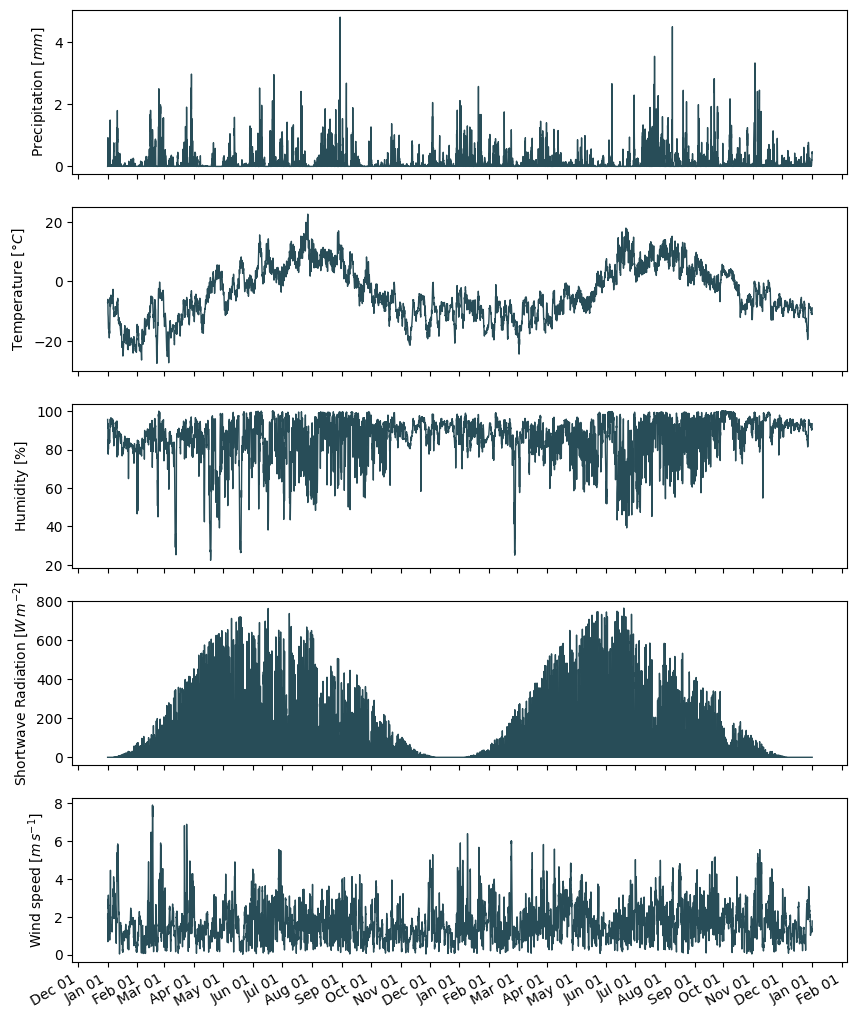 Precipitation [mm]
4
2
0
Temperature [°C]
20
0
−20
Humidity [%]
100
80
60
40
20
Shortwave Radiation [W m⁻²]
800
600
400
200
0
Wind speed [m s⁻¹]
8
6
4
2
0
Dec 01
Jan 01
Feb 01
Mar 01
Apr 01
May 01
Jun 01
Jul 01
Aug 01
Sep 01
Oct 01
Nov 01
Dec 01
Jan 01
Feb 01
Mar 01
Apr 01
May 01
Jun 01
Jul 01
Aug 01
Sep 01
Oct 01
Nov 01
Dec 01
Jan 01
Feb 01